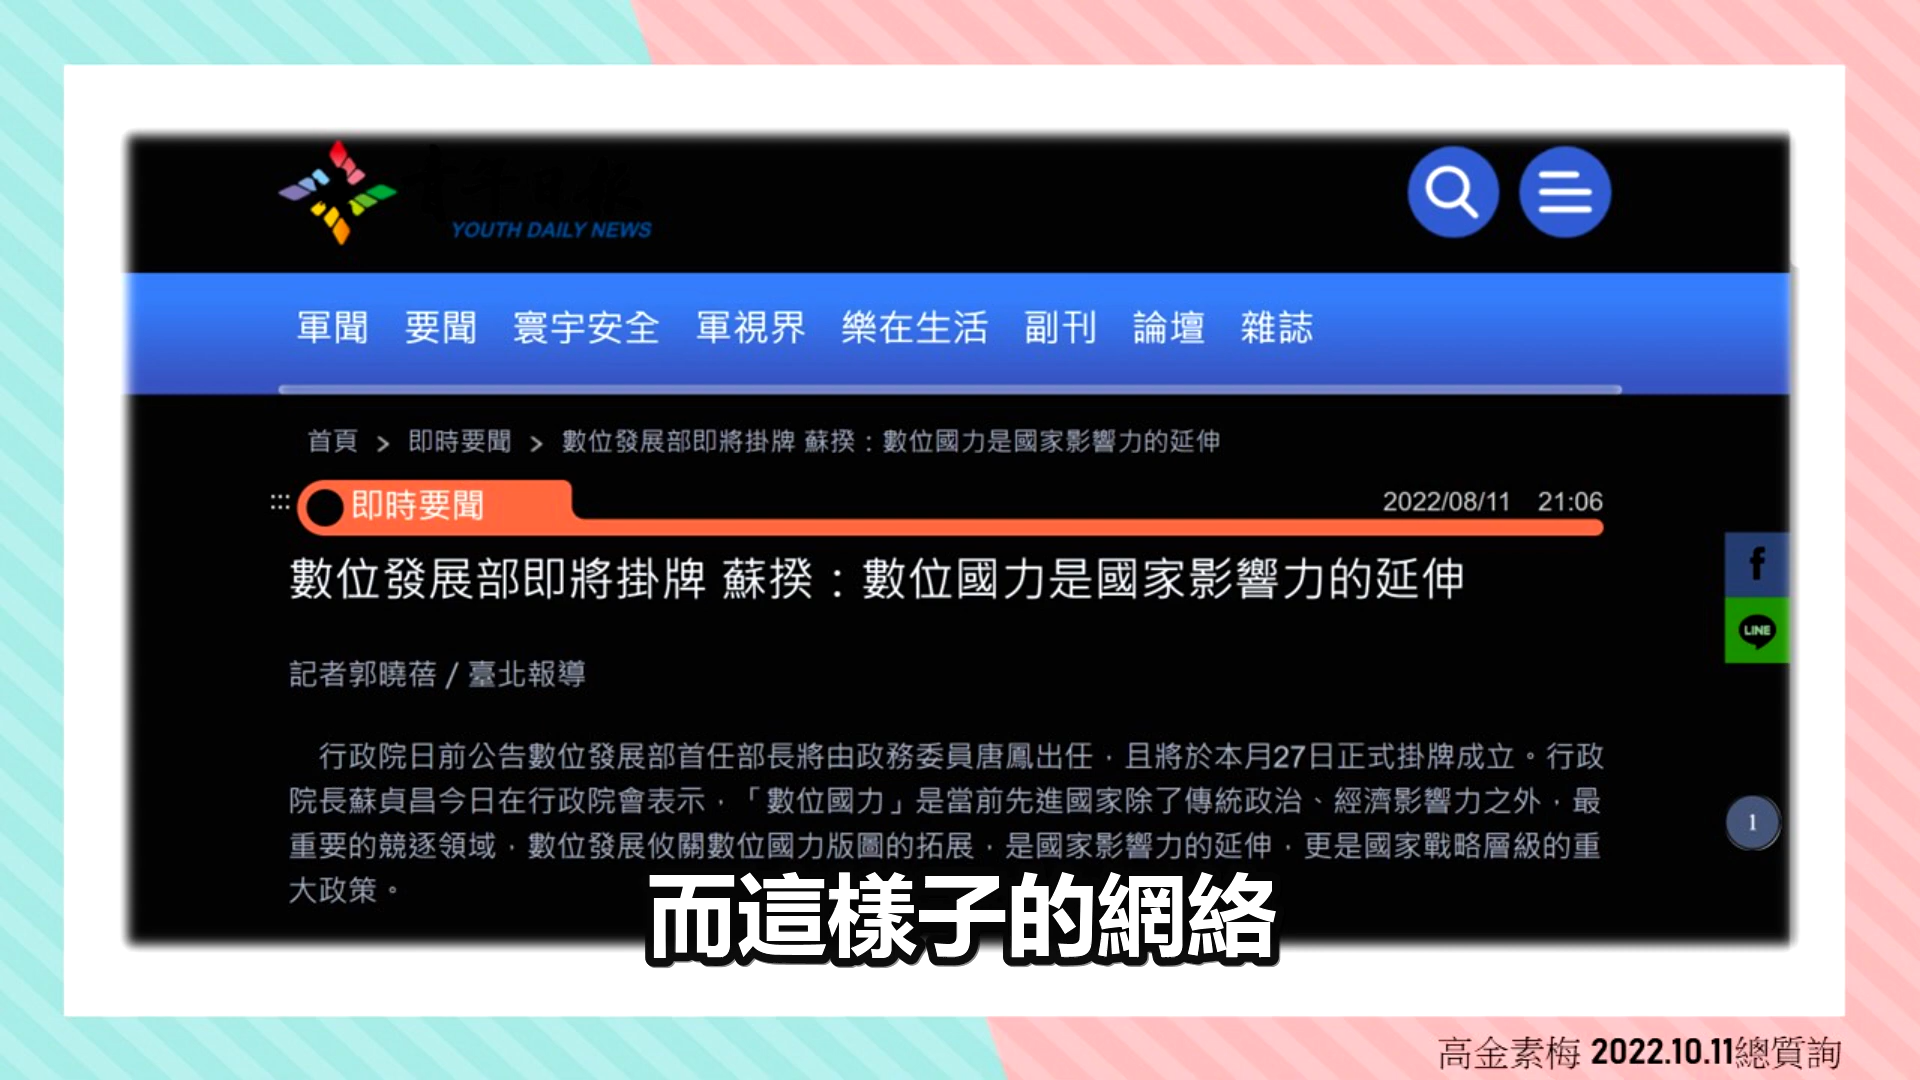 青年日報
YOUTH DAILY NEWS
軍聞 要聞 寰宇安全 軍視界 樂在生活 副刊 論壇 雜誌
首頁 > 即時要聞 > 數位發展部即將掛牌 蘇揆：數位國力是國家影響力的延伸
:::
即時要聞
2022/08/11 21:06
數位發展部即將掛牌 蘇揆：數位國力是國家影響力的延伸
f
記者郭曉蓓 / 臺北報導
LINE
行政院日前公告數位發展部首任部長將由政務委員唐鳳出任，且將於本月27日正式掛牌成立。行政
院長蘇貞昌今日在行政院會表示，「數位國力」是當前先進國家除了傳統政治、經濟影響力之外，最
重要的競逐領域，數位發展攸關數位國力版圖的拓展，是國家影響力的延伸，更是國家戰略層級的重
大政策。
1
而這樣子的網絡
高金素梅 2022.10.11總質詢